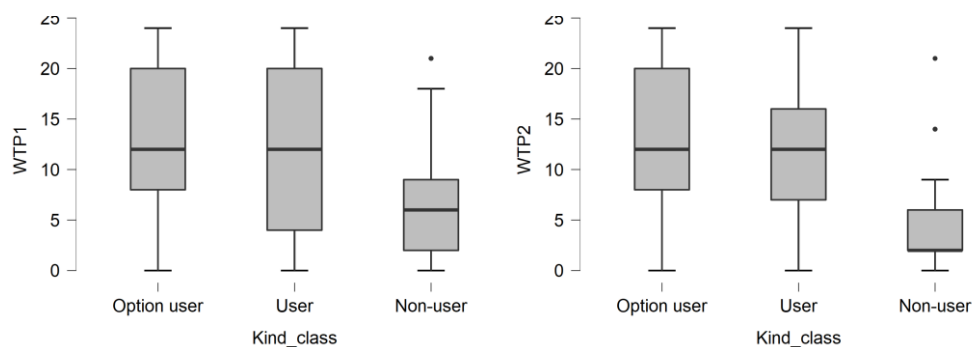 25
20
15
10
5
0
WTP1
Option user
User
Non-user
Kind_class
25
20
15
10
5
0
WTP2
Option user
User
Non-user
Kind_class